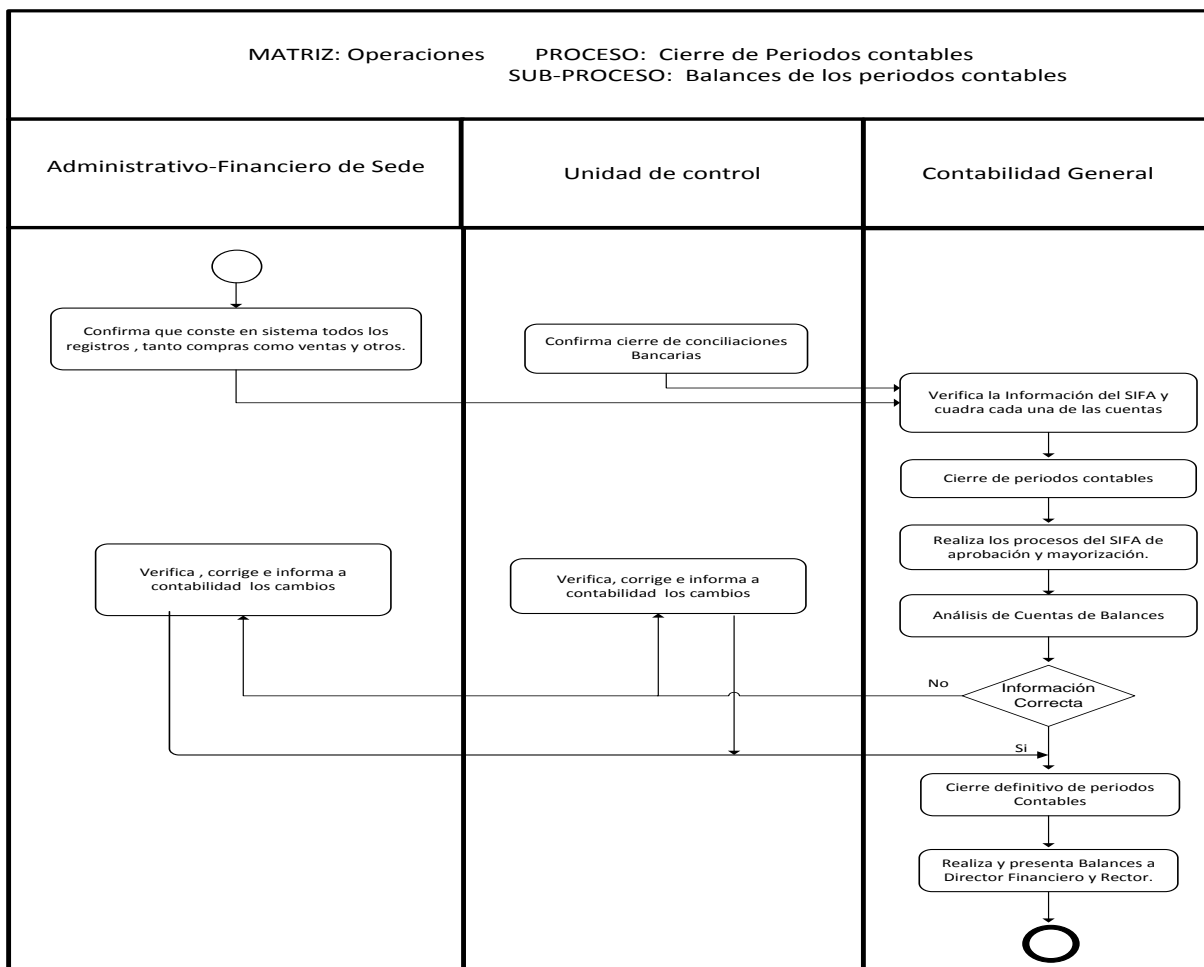 MATRIZ: Operaciones PROCESO: Cierre de Periodos contables
SUB-PROCESO: Balances de los periodos contables
Administrativo-Financiero de Sede
Unidad de control
Contabilidad General
Confirma que conste en sistema todos los
registros , tanto compras como ventas y otros.
Confirma cierre de conciliaciones
Bancarias
Verifica la Información del SIFA y
cuadra cada una de las cuentas
Cierre de periodos contables
Realiza los procesos del SIFA de
aprobación y mayorización.
Verifica , corrige e informa a
contabilidad los cambios
Verifica, corrige e informa a
contabilidad los cambios
Análisis de Cuentas de Balances
No
Información
Correcta
Si
Cierre definitivo de periodos
Contables
Realiza y presenta Balances a
Director Financiero y Rector.